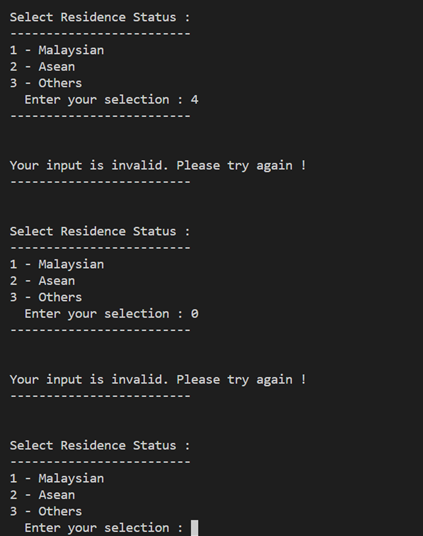 Select Residence Status :
-------------------------
1 - Malaysian
2 - Asean
3 - Others
  Enter your selection : 4
-------------------------
Your input is invalid. Please try again !
-------------------------
Select Residence Status :
-------------------------
1 - Malaysian
2 - Asean
3 - Others
  Enter your selection : 0
-------------------------
Your input is invalid. Please try again !
-------------------------
Select Residence Status :
-------------------------
1 - Malaysian
2 - Asean
3 - Others
  Enter your selection :